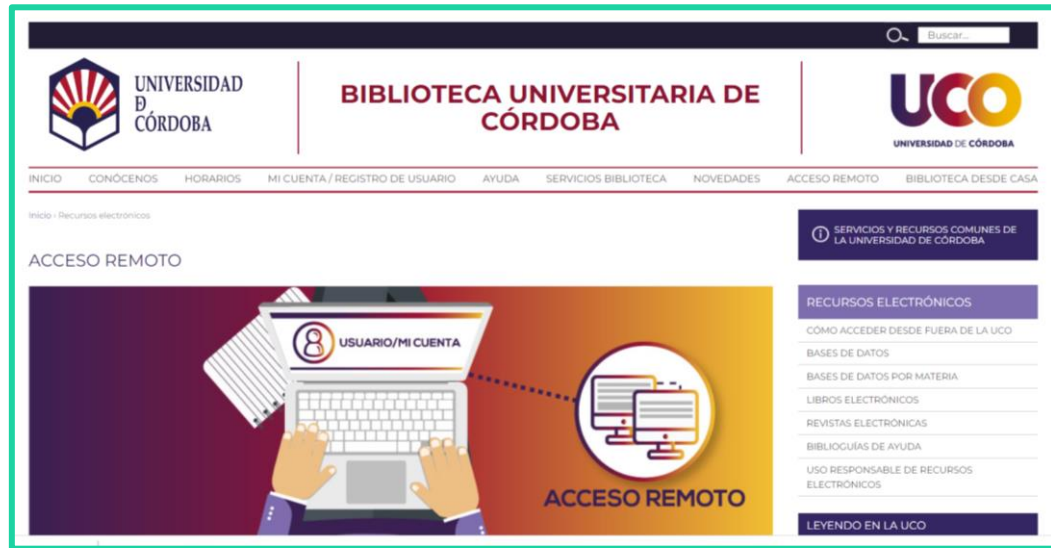 Buscar...
UNIVERSIDAD
Ð
CÓRDOBA
BIBLIOTECA UNIVERSITARIA DE
CÓRDOBA
UCO
UNIVERSIDAD DE CÓRDOBA
INICIO CONÓCENOS HORARIOS MI CUENTA / REGISTRO DE USUARIO AYUDA SERVICIOS BIBLIOTECA NOVEDADES ACCESO REMOTO BIBLIOTECA DESDE CASA
Inicio › Recursos electrónicos
SERVICIOS Y RECURSOS COMUNES DE
LA UNIVERSIDAD DE CÓRDOBA
ACCESO REMOTO
USUARIO/MI CUENTA
ACCESO REMOTO
RECURSOS ELECTRÓNICOS
CÓMO ACCEDER DESDE FUERA DE LA UCO
BASES DE DATOS
BASES DE DATOS POR MATERIA
LIBROS ELECTRÓNICOS
REVISTAS ELECTRÓNICAS
BIBLIOGUÍAS DE AYUDA
USO RESPONSABLE DE RECURSOS
ELECTRÓNICOS
LEYENDO EN LA UCO